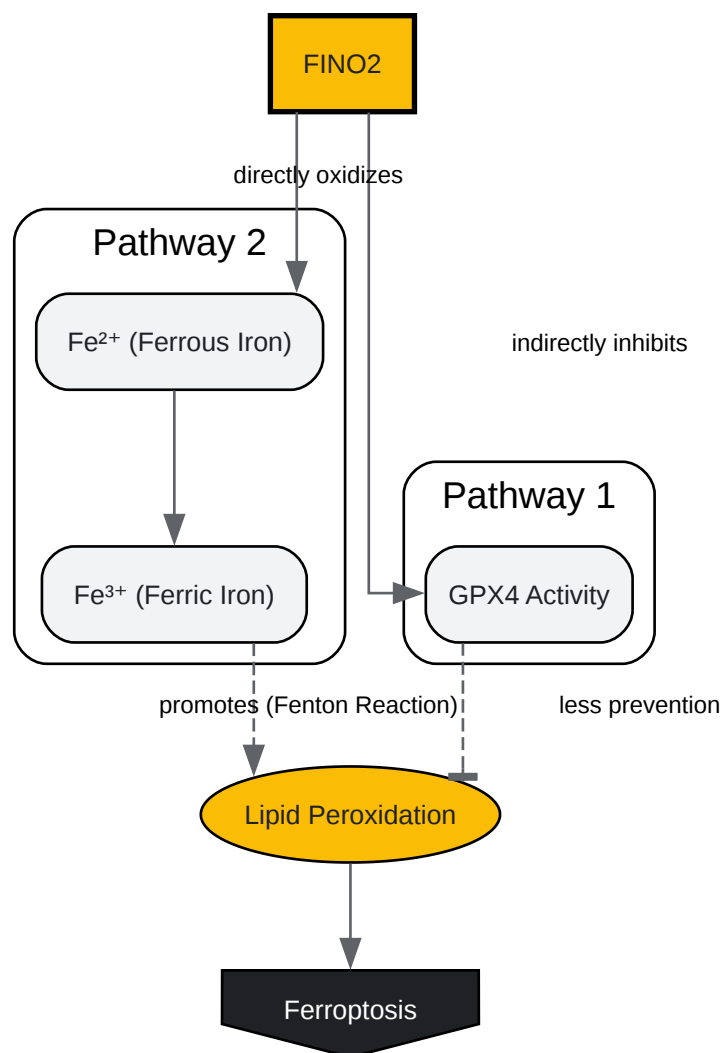 FINO2
directly oxidizes
Pathway 2
Fe²⁺ (Ferrous Iron)
indirectly inhibits
Pathway 1
Fe³⁺ (Ferric Iron)
GPX4 Activity
promotes (Fenton Reaction)
less prevention
Lipid Peroxidation
Ferroptosis